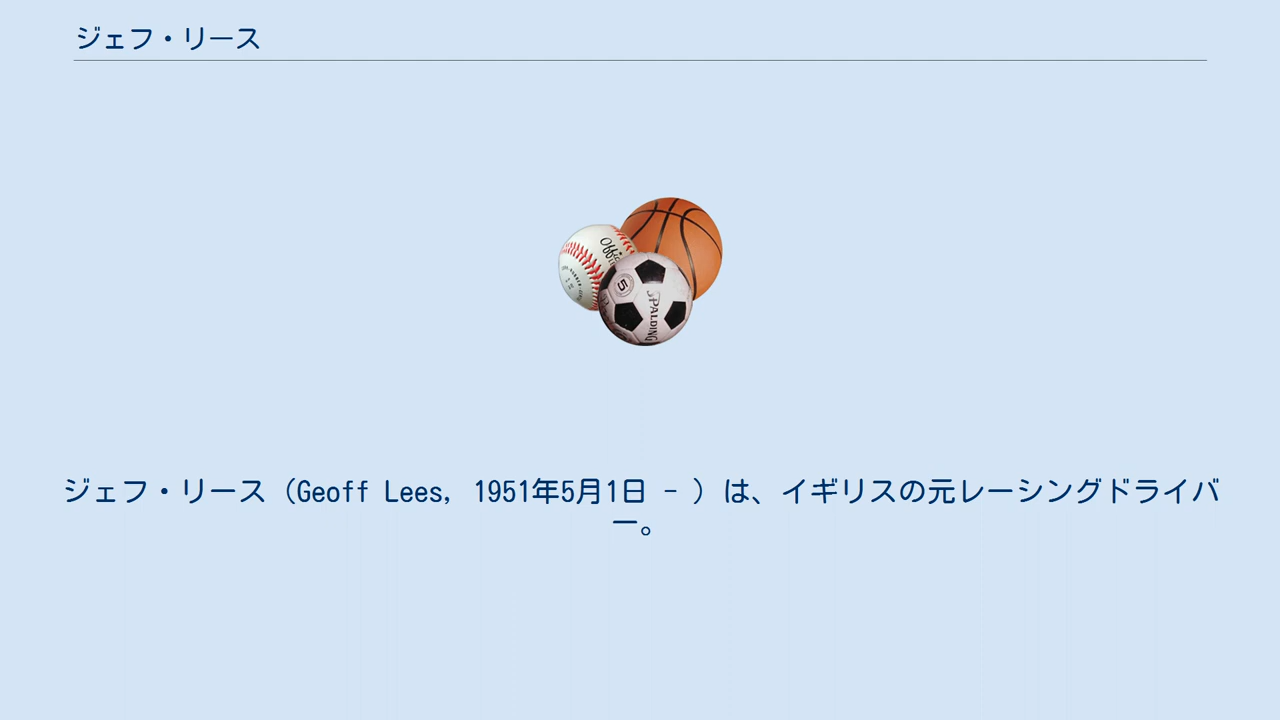 ジェフ・リース
5
SPALDING
ジェフ・リース（Geoff Lees, 1951年5月1日 - ）は、イギリスの元レーシングドライバ
ー。